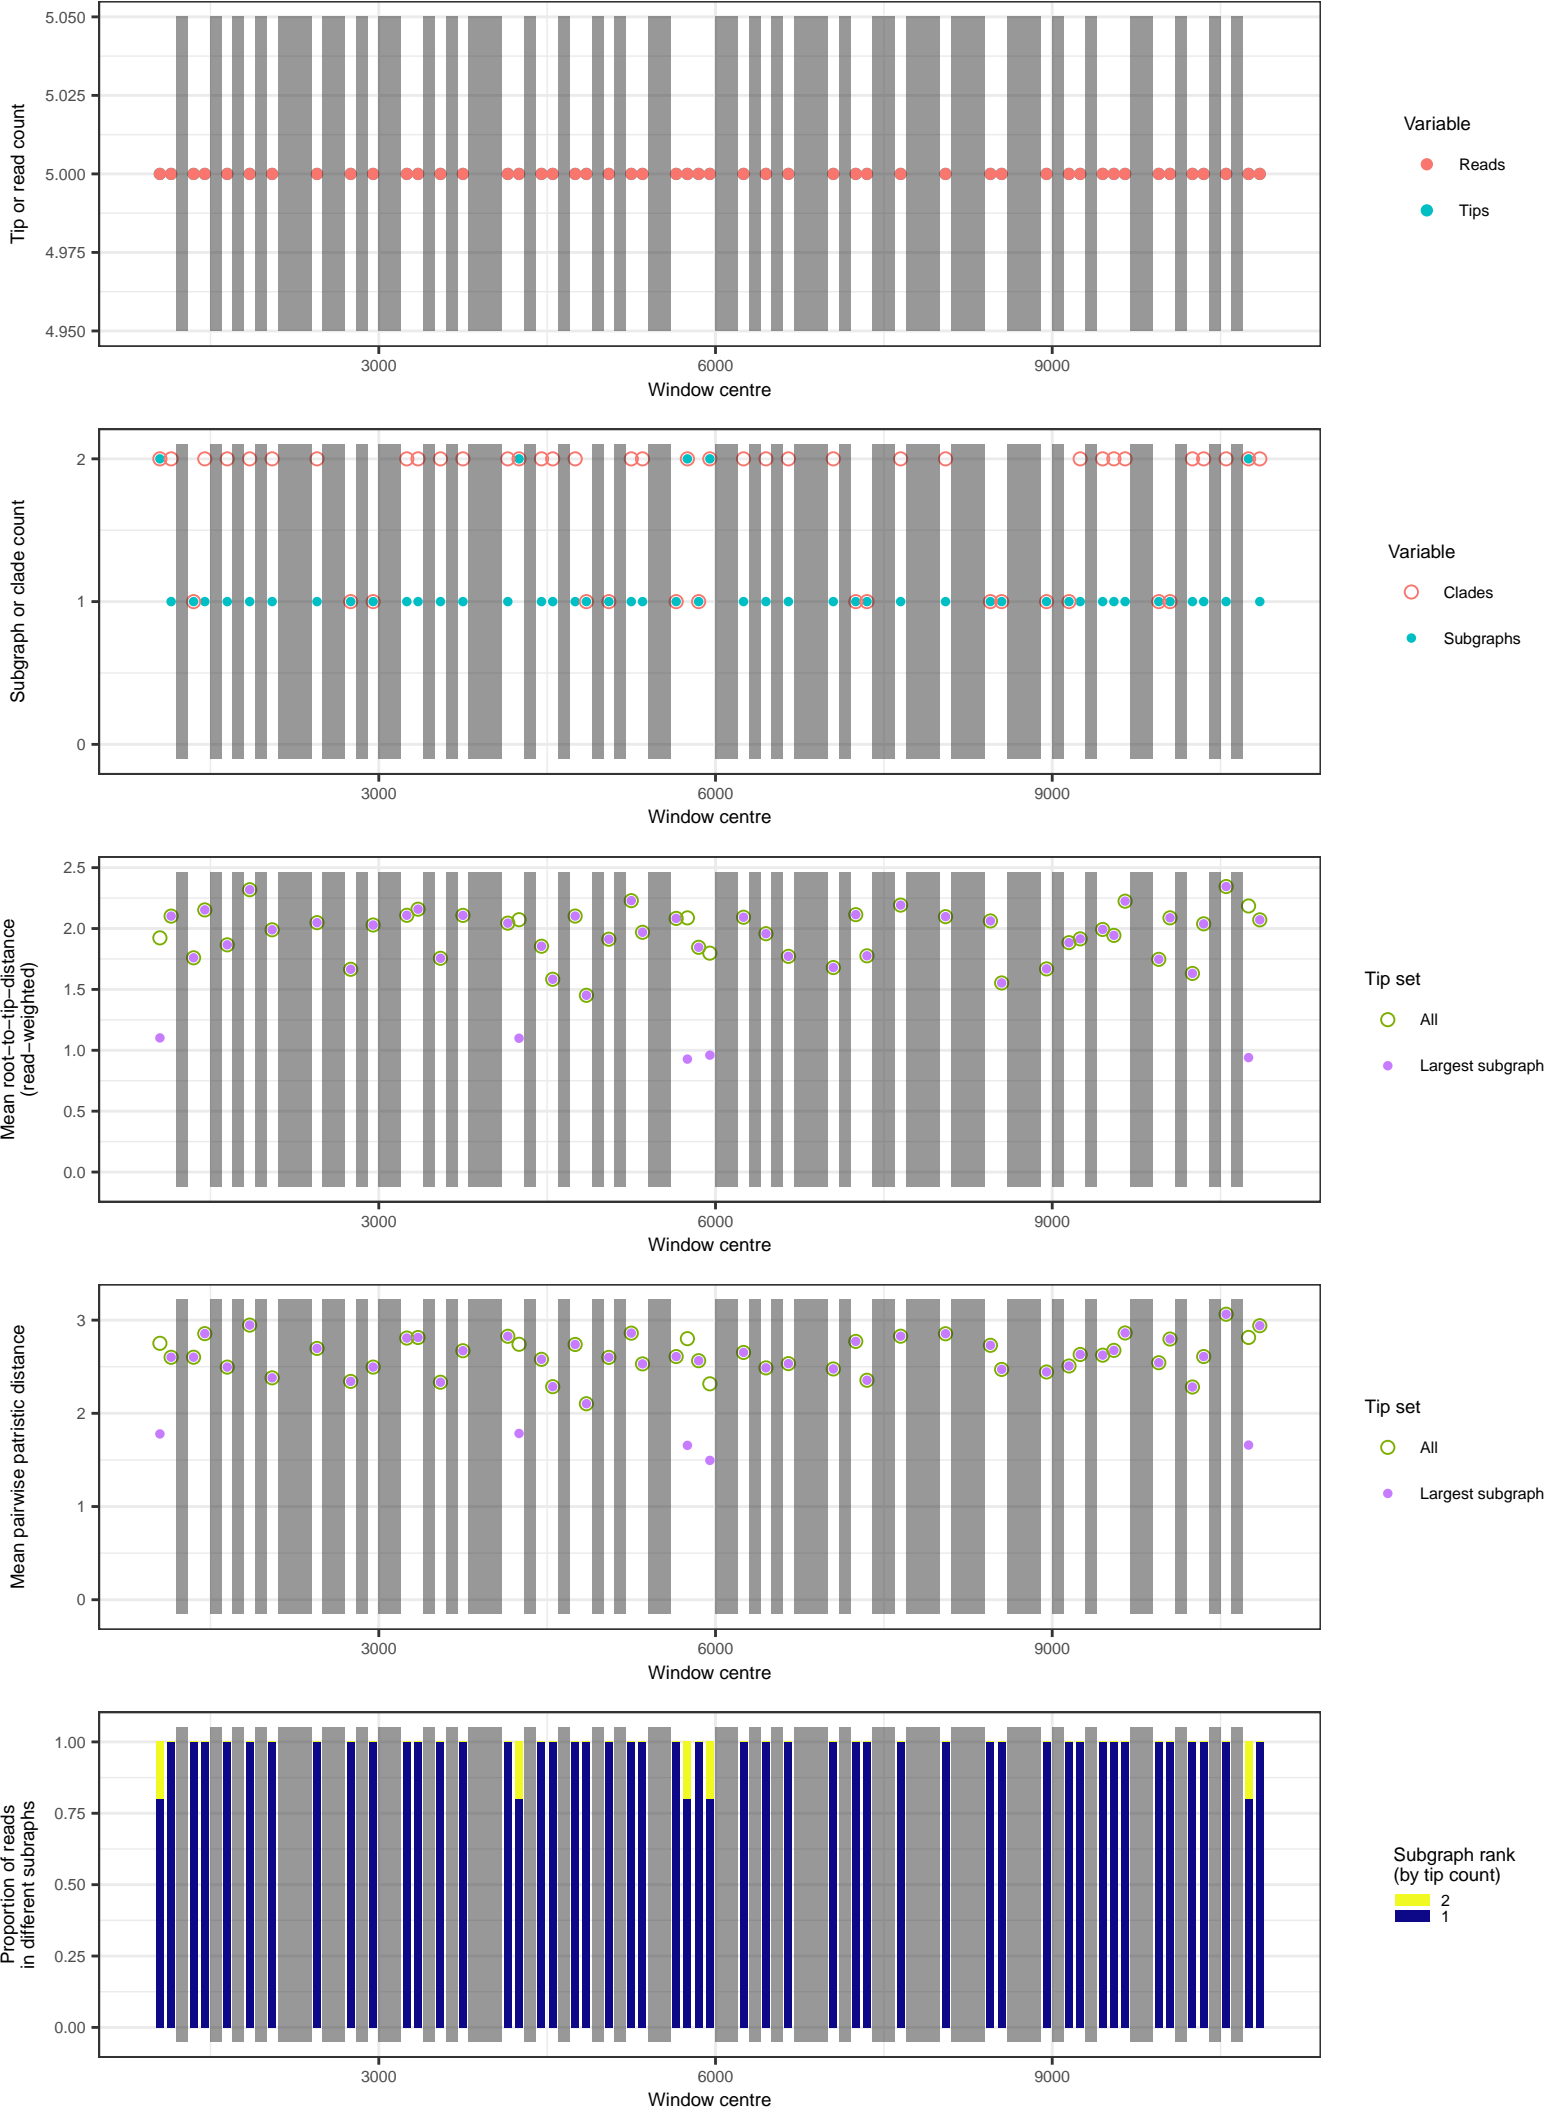 5.050
5.025
5.000
4.975
4.950
Tip or read count
3000 6000 9000
Window centre
Variable
Reads
Tips
2
1
0
Subgraph or clade count
3000 6000 9000
Window centre
Variable
Clades
Subgraphs
2.5
2.0
1.5
1.0
0.5
0.0
Mean root−to−tip−distance
(read−weighted)
3000 6000 9000
Window centre
Tip set
All
Largest subgraph
3
2
1
0
Mean pairwise patristic distance
3000 6000 9000
Window centre
Tip set
All
Largest subgraph
1.00
0.75
0.50
0.25
0.00
Proportion of reads
in different subraphs
3000 6000 9000
Window centre
Subgraph rank
(by tip count)
2
1